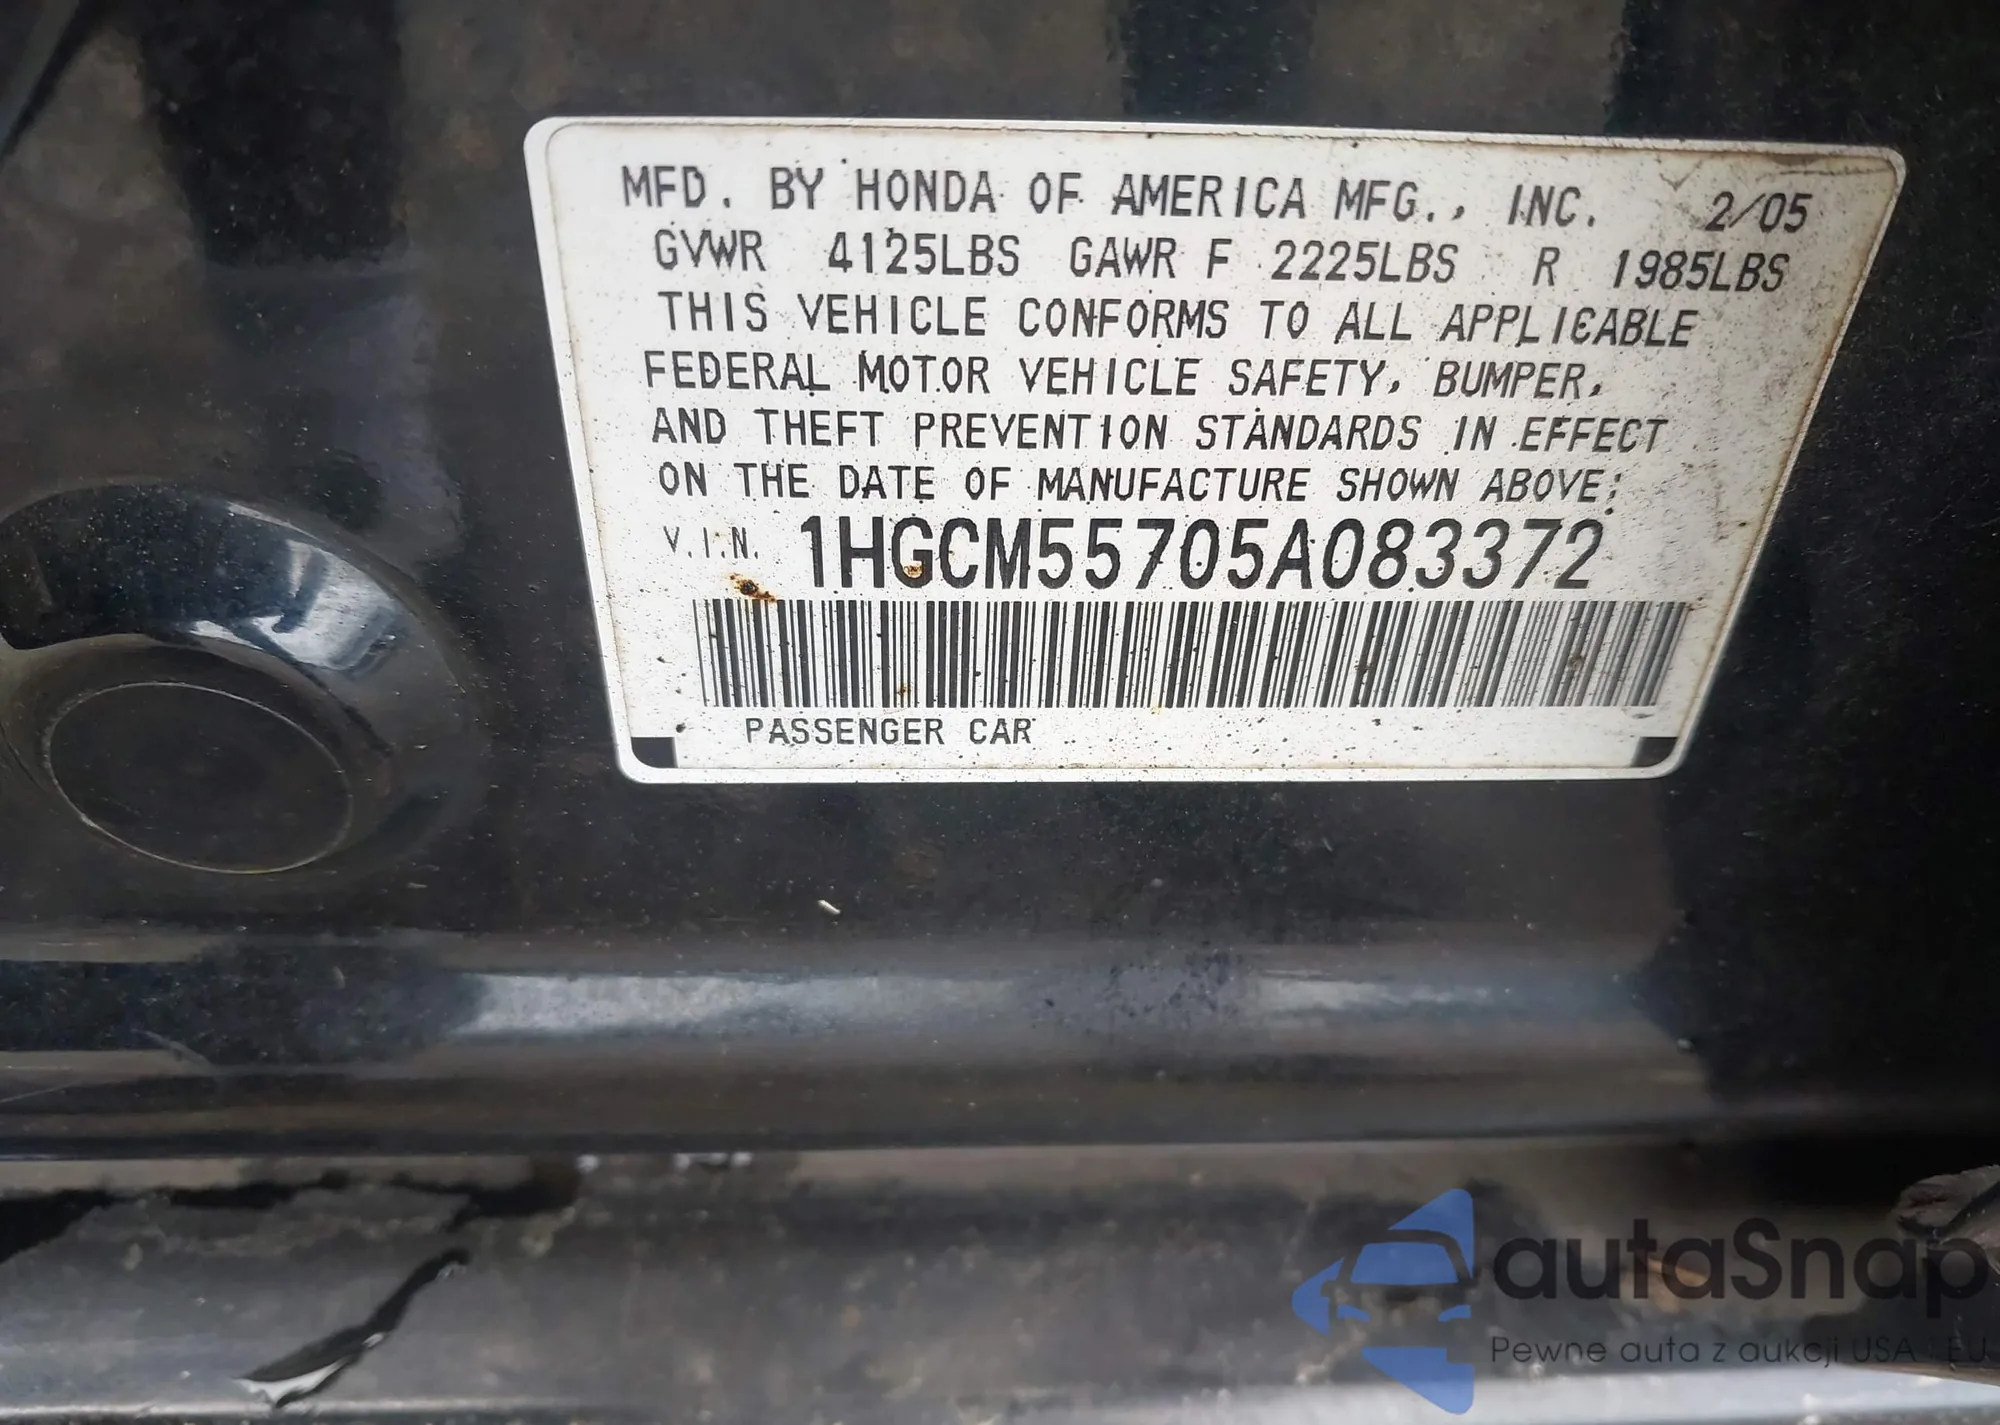 MFD. BY HONDA OF AMERICA MFG., INC. 2/05
GVWR 4125LBS GAWR F 2225LBS R 1985LBS
THIS VEHICLE CONFORMS TO ALL APPLICABLE
FEDERAL MOTOR VEHICLE SAFETY, BUMPER,
AND THEFT PREVENTION STANDARDS IN EFFECT
ON THE DATE OF MANUFACTURE SHOWN ABOVE;
V.I.N. 1HGCM55705A083372
PASSENGER CAR
autaSnap
Pewne auta z aukcji USA i EU